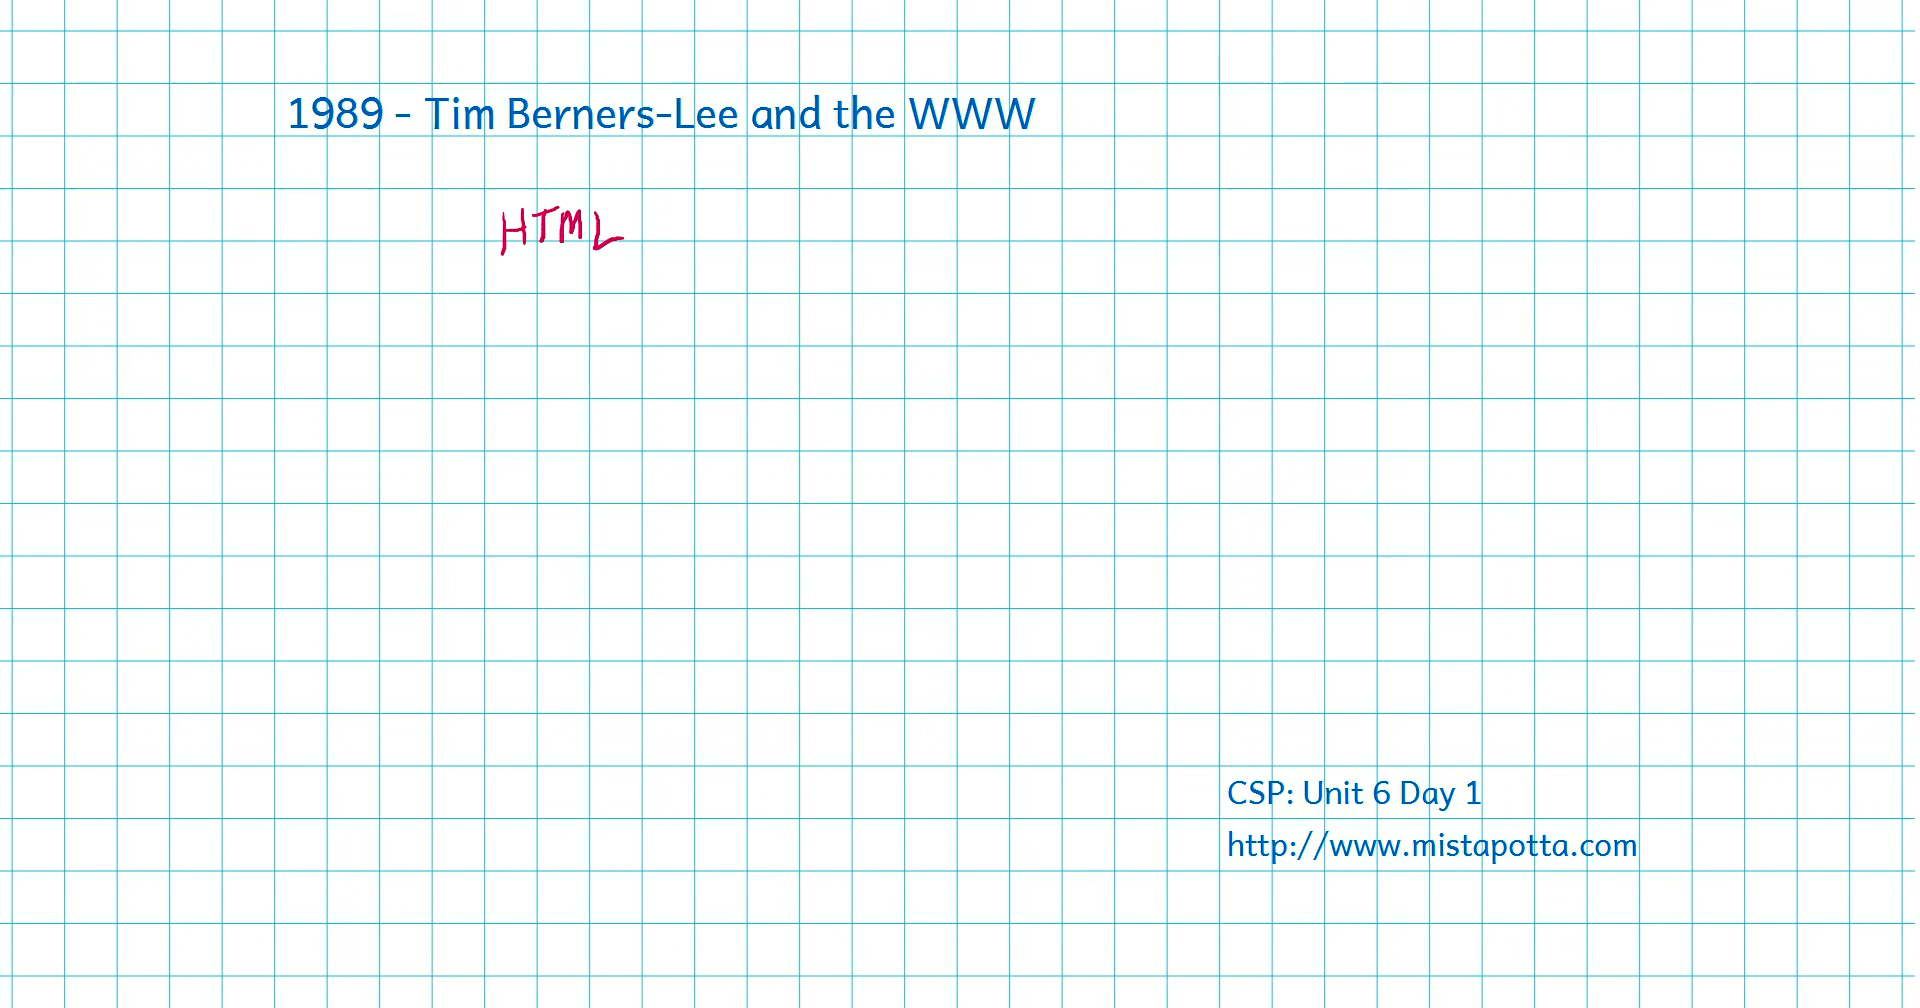 1989 - Tim Berners-Lee and the WWW
HTML
CSP: Unit 6 Day 1
http://www.mistapotta.com